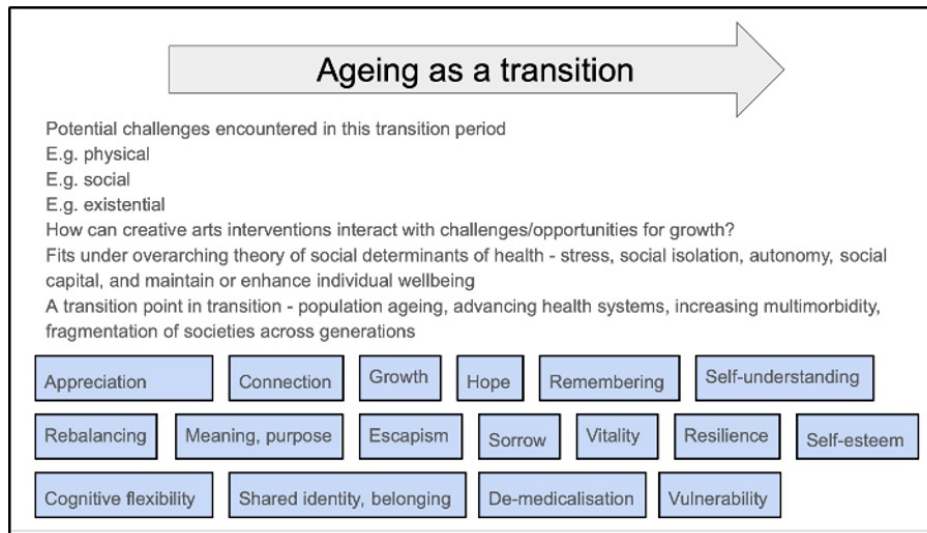 Ageing as a transition
Potential challenges encountered in this transition period
E.g. physical
E.g. social
E.g. existential
How can creative arts interventions interact with challenges/opportunities for growth?
Fits under overarching theory of social determinants of health - stress, social isolation, autonomy, social
capital, and maintain or enhance individual wellbeing
A transition point in transition - population ageing, advancing health systems, increasing multimorbidity,
fragmentation of societies across generations
Appreciation Connection Growth Hope Remembering Self-understanding
Rebalancing Meaning, purpose Escapism Sorrow Vitality Resilience Self-esteem
Cognitive flexibility Shared identity, belonging De-medicalisation Vulnerability